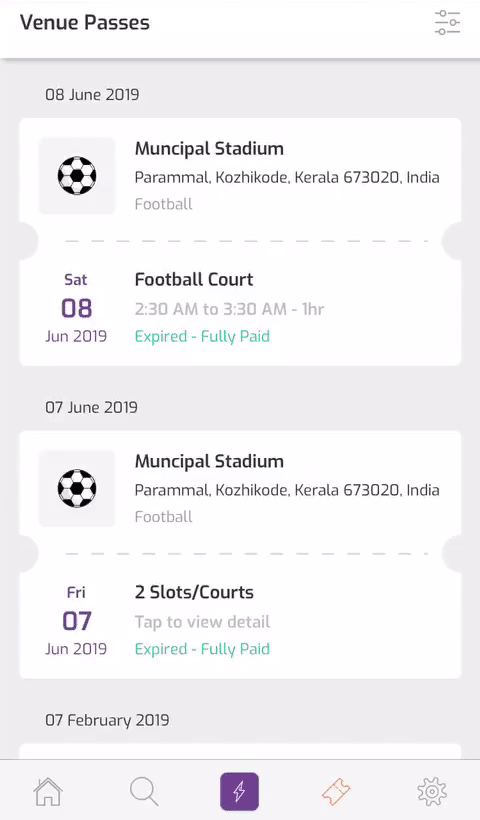 Venue Passes
08 June 2019
Muncipal Stadium
Parammal, Kozhikode, Kerala 673020, India
Football
Sat
08
Jun 2019
Football Court
2:30 AM to 3:30 AM - 1hr
Expired - Fully Paid
07 June 2019
Muncipal Stadium
Parammal, Kozhikode, Kerala 673020, India
Football
Fri
07
Jun 2019
2 Slots/Courts
Tap to view detail
Expired - Fully Paid
07 February 2019